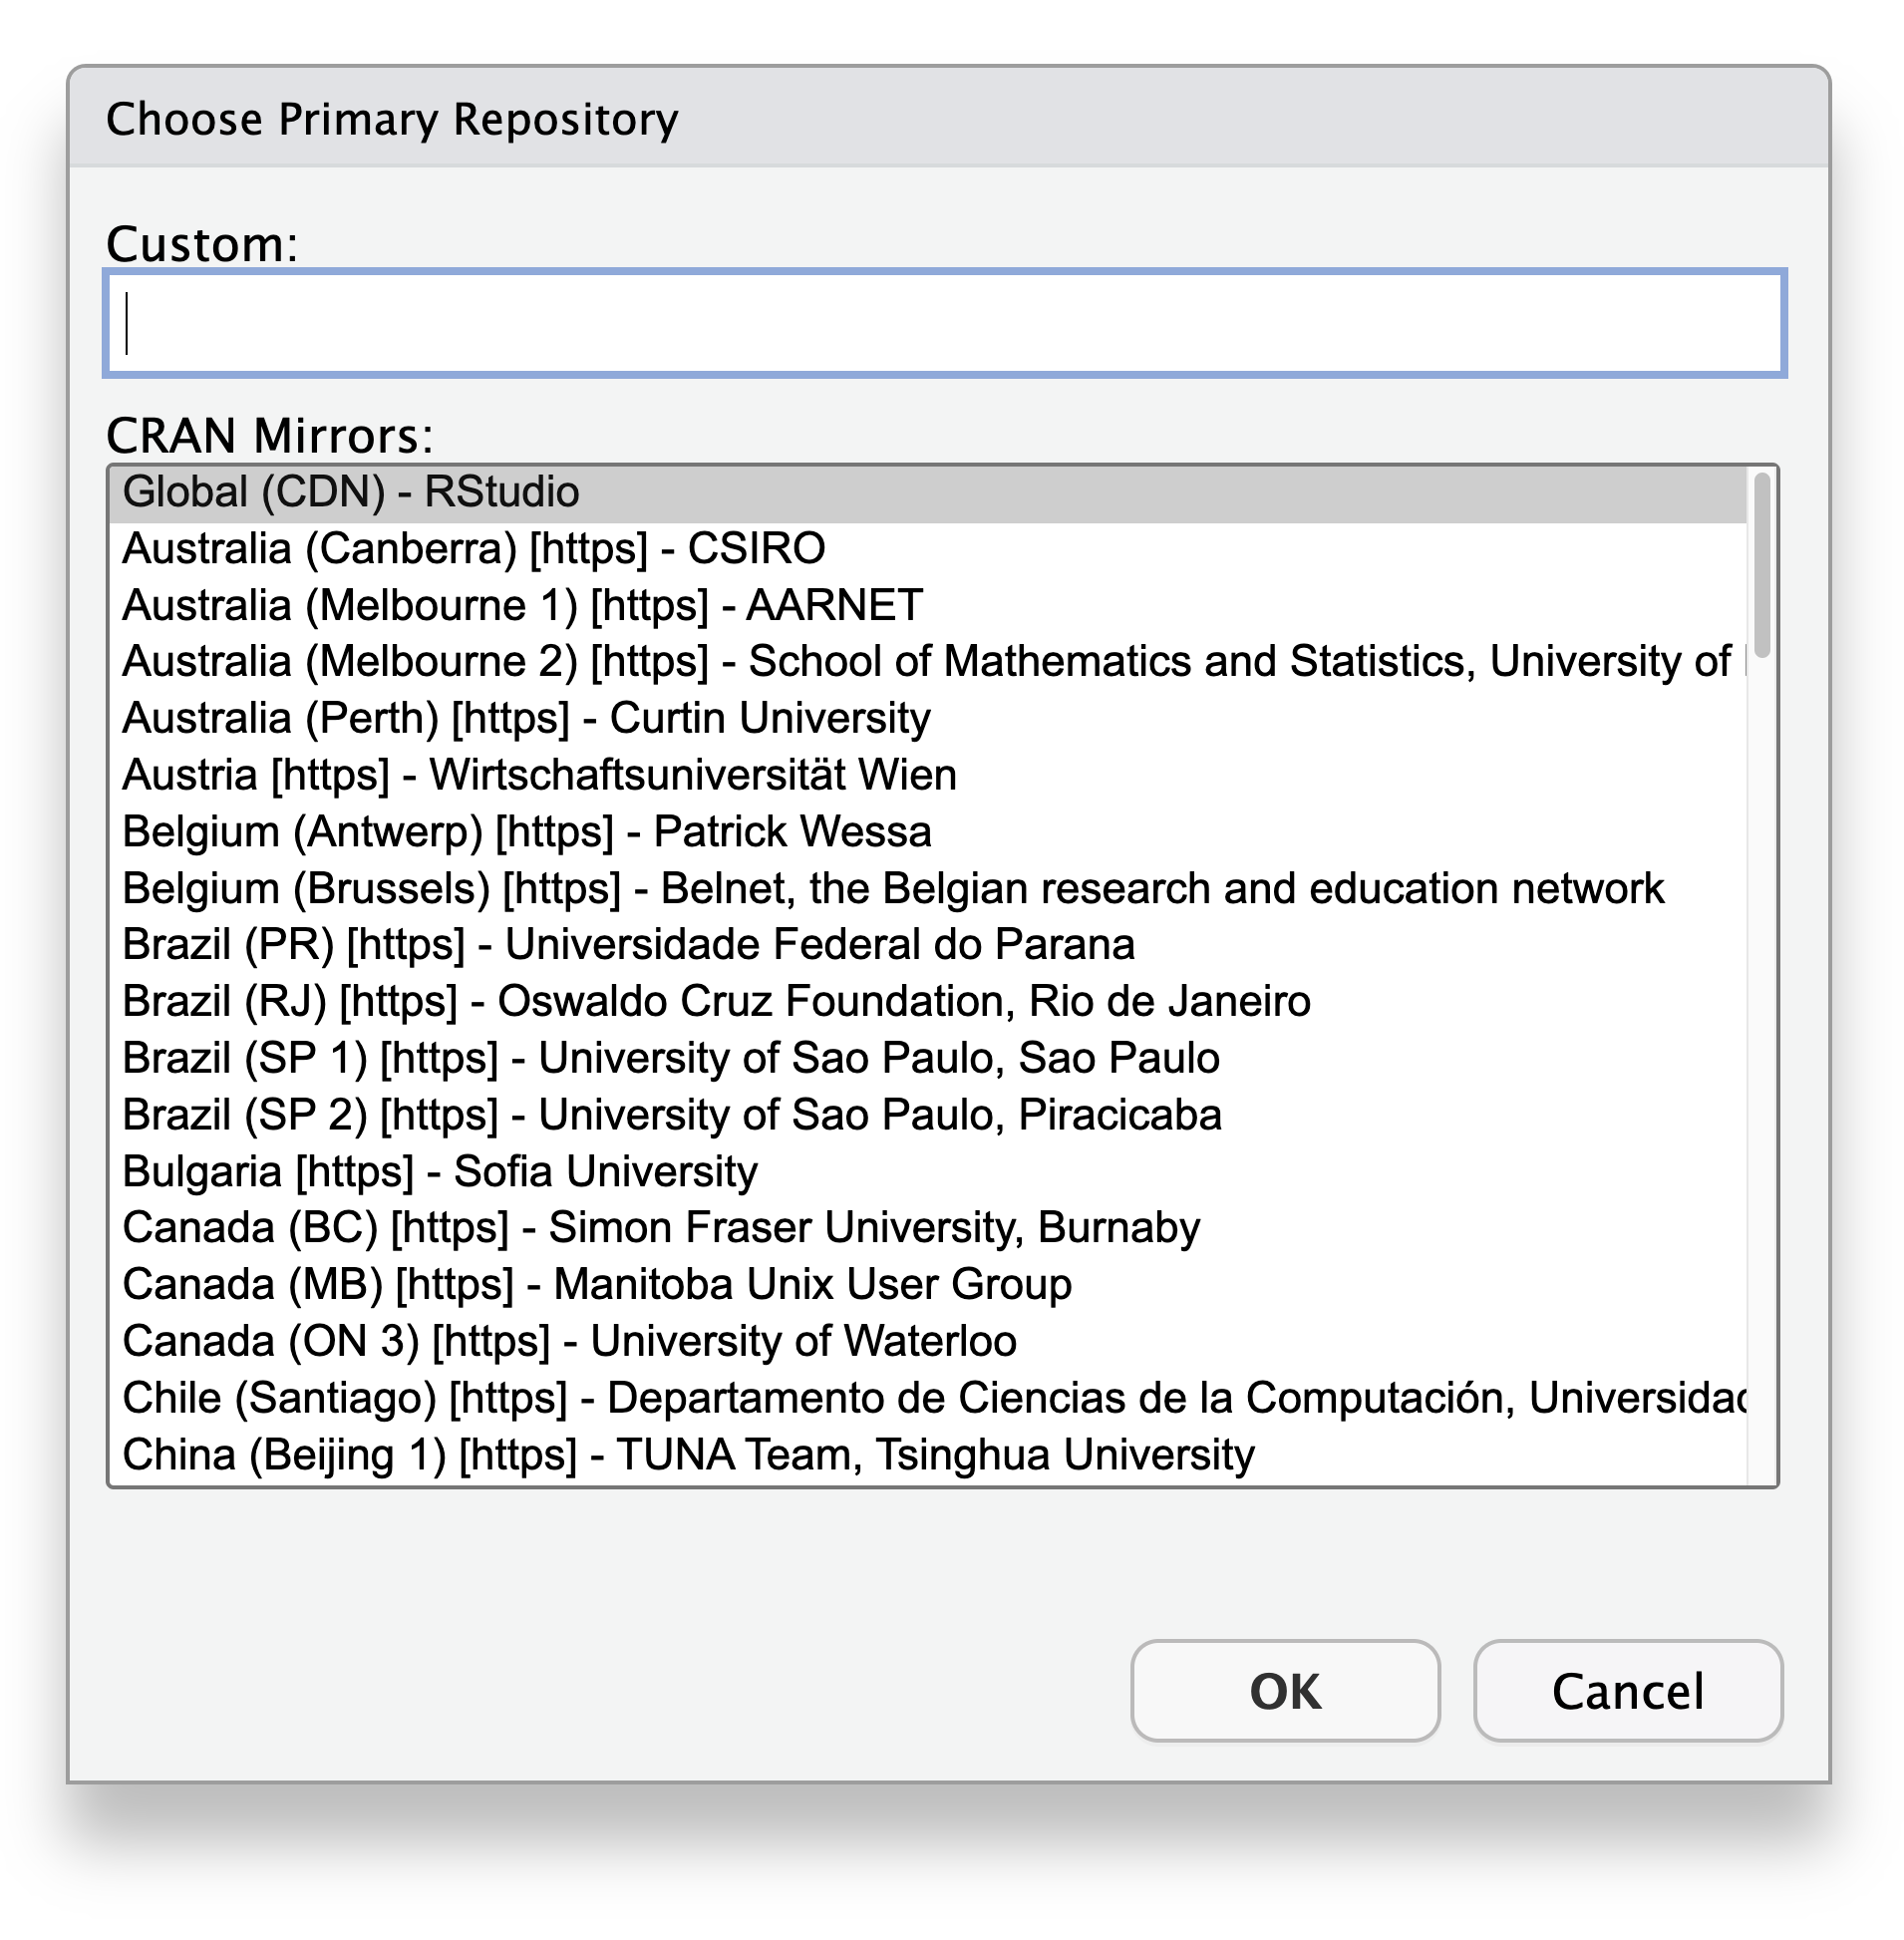 Choose Primary Repository
Custom:
CRAN Mirrors:
Global (CDN) - RStudio
Australia (Canberra) [https] - CSIRO
Australia (Melbourne 1) [https] - AARNET
Australia (Melbourne 2) [https] - School of Mathematics and Statistics, University of
Australia (Perth) [https] - Curtin University
Austria [https] - Wirtschaftsuniversität Wien
Belgium (Antwerp) [https] - Patrick Wessa
Belgium (Brussels) [https] - Belnet, the Belgian research and education network
Brazil (PR) [https] - Universidade Federal do Parana
Brazil (RJ) [https] - Oswaldo Cruz Foundation, Rio de Janeiro
Brazil (SP 1) [https] - University of Sao Paulo, Sao Paulo
Brazil (SP 2) [https] - University of Sao Paulo, Piracicaba
Bulgaria [https] - Sofia University
Canada (BC) [https] - Simon Fraser University, Burnaby
Canada (MB) [https] - Manitoba Unix User Group
Canada (ON 3) [https] - University of Waterloo
Chile (Santiago) [https] - Departamento de Ciencias de la Computación, Universidad
China (Beijing 1) [https] - TUNA Team, Tsinghua University
OK
Cancel